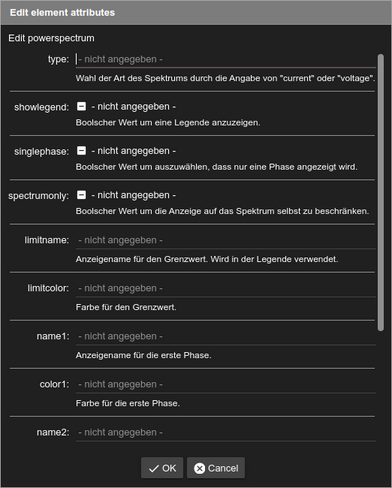 Edit element attributes
Edit powerspectrum
type: - nicht angegeben -
Wahl der Art des Spektrums durch die Angabe von "current" oder "voltage".
showlegend: - nicht angegeben -
Boolscher Wert um eine Legende anzuzeigen.
singlephase: - nicht angegeben -
Boolscher Wert um auszuwählen, dass nur eine Phase angezeigt wird.
spectrumonly: - nicht angegeben -
Boolscher Wert um die Anzeige auf das Spektrum selbst zu beschränken.
limitname: - nicht angegeben -
Anzeigename für den Grenzwert. Wird in der Legende verwendet.
limitcolor: - nicht angegeben -
Farbe für den Grenzwert.
name1: - nicht angegeben -
Anzeigename für die erste Phase.
color1: - nicht angegeben -
Farbe für die erste Phase.
name2: - nicht angegeben -
OK Cancel